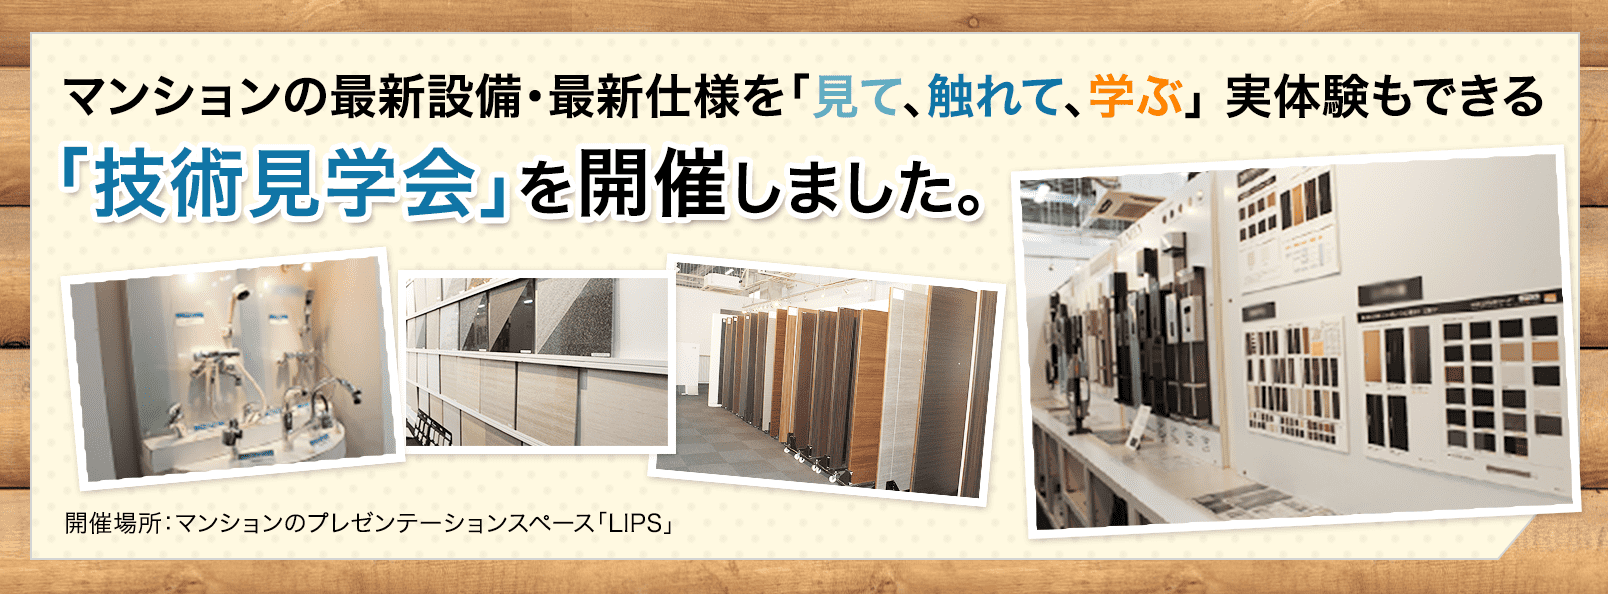 マンションの最新設備・最新仕様を「見て、触れて、学ぶ」実体験もできる
「技術見学会」を開催しました。
開催場所：マンションのプレゼンテーションスペース「LIPS」